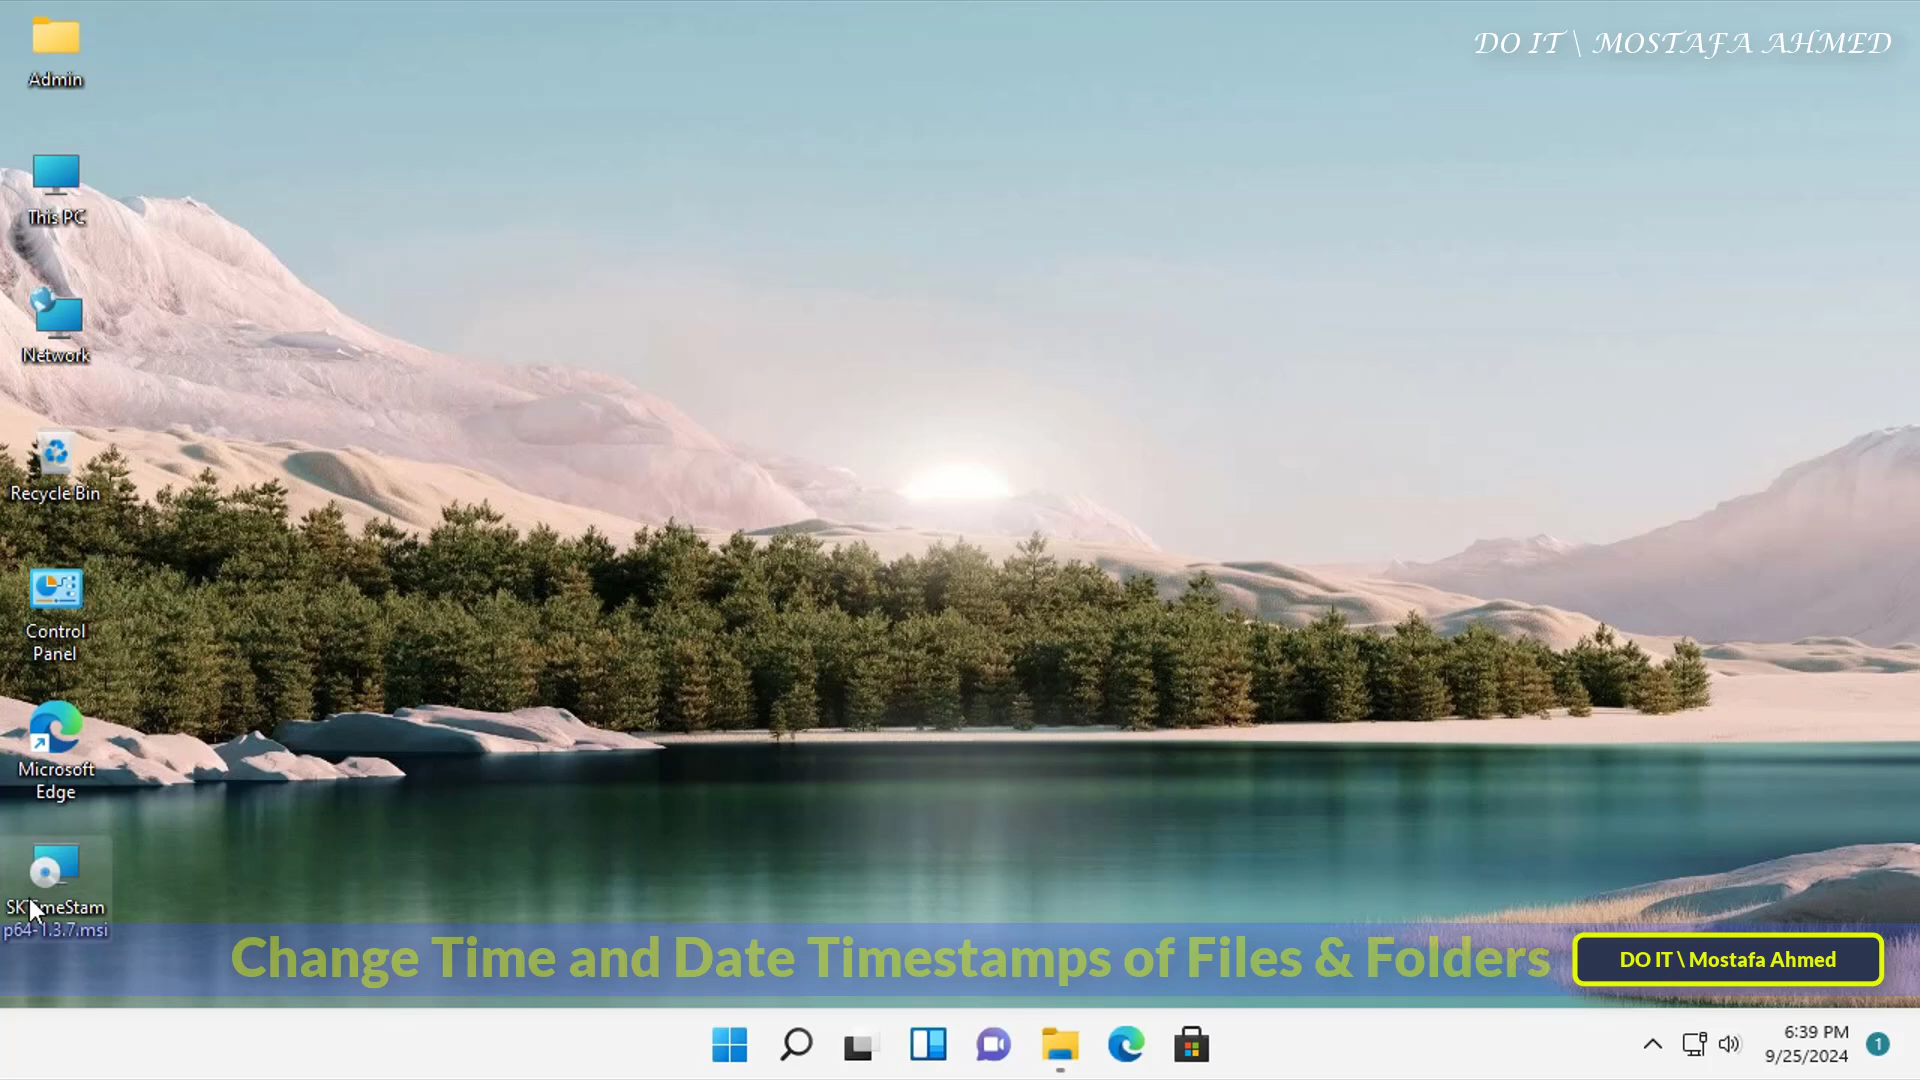 DO IT \ MOSTAFA AHMED
Admin
This PC
Network
Recycle Bin
Control
Panel
Microsoft
Edge
SKTimeStam
p64-1.3.7.msi
Change Time and Date Timestamps of Files & Folders
DO IT \ Mostafa Ahmed
6:39 PM
9/25/2024
1